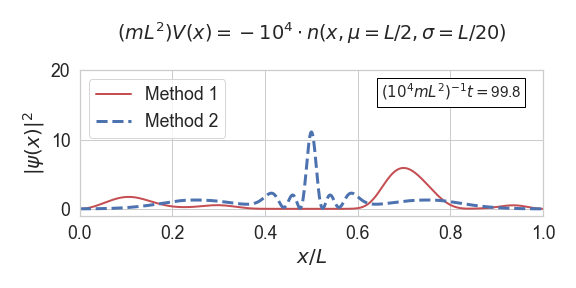 (mL²)V(x) = −10⁴ · n(x, μ = L/2, σ = L/20)
20
10
0
|ψ(x)|²
Method 1
Method 2
(10⁴mL²)⁻¹t = 99.8
0.0 0.2 0.4 0.6 0.8 1.0
x/L